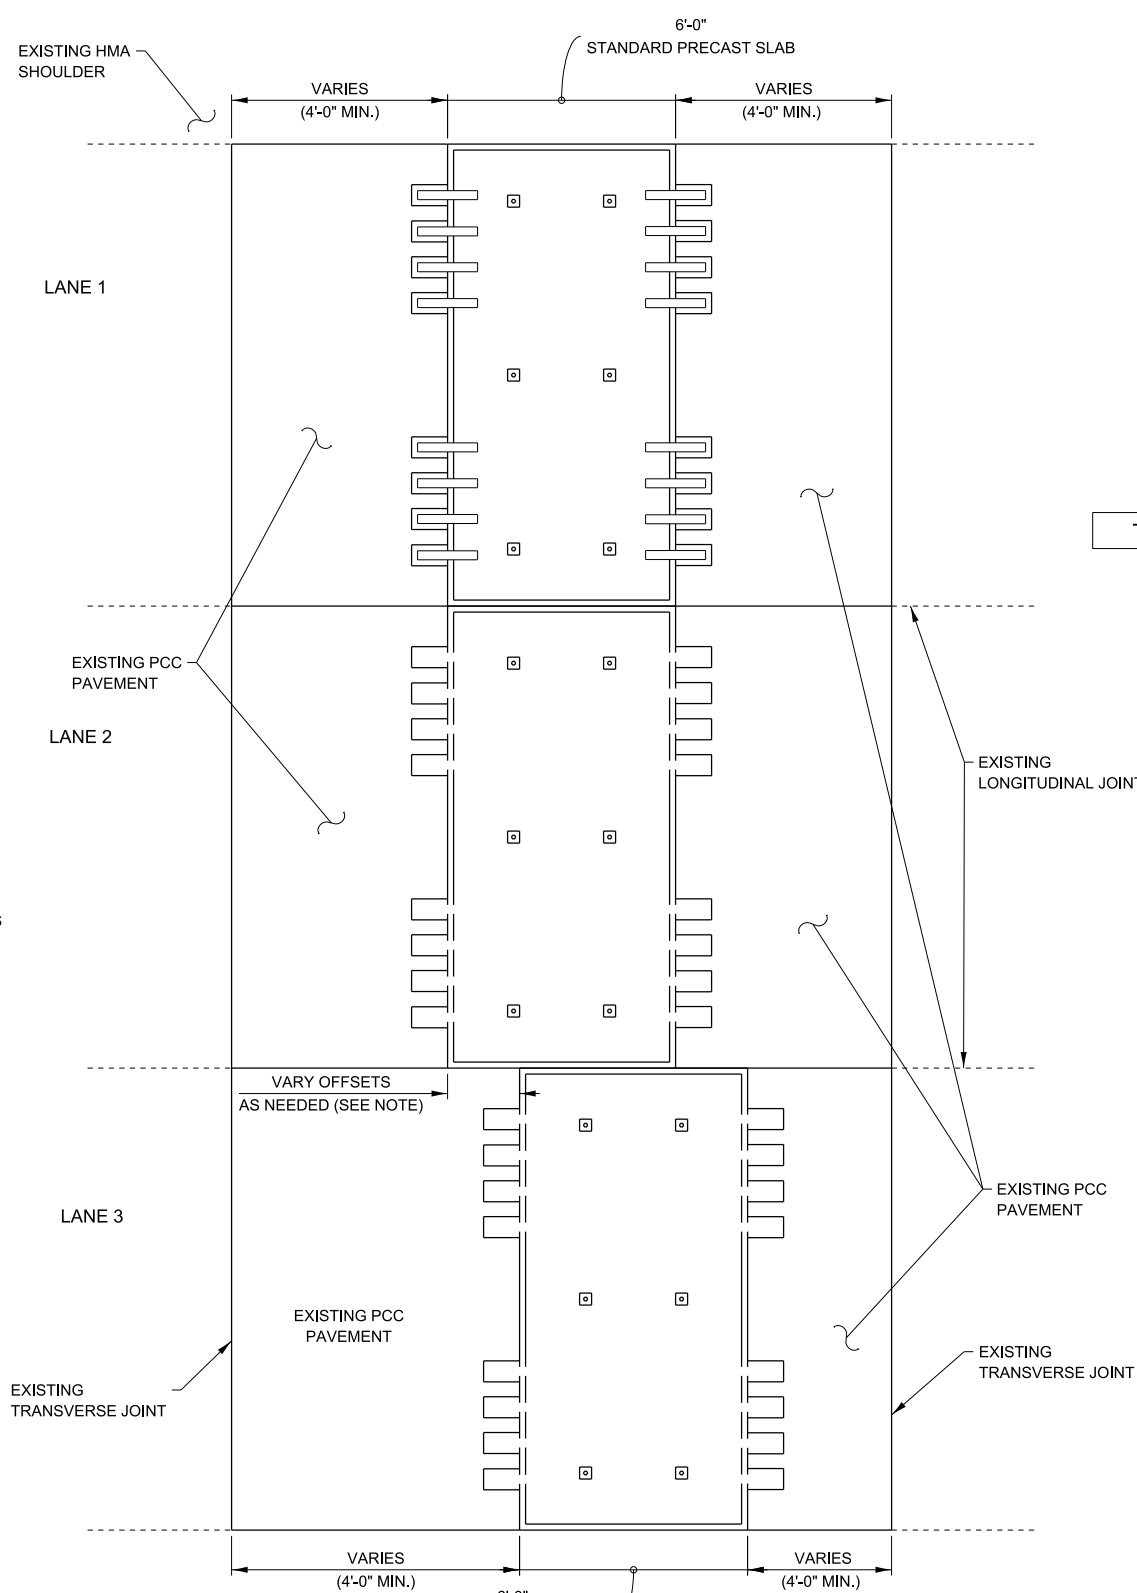 6'-0"
STANDARD PRECAST SLAB
EXISTING HMA
SHOULDER
VARIES
(4'-0" MIN.)
VARIES
(4'-0" MIN.)
LANE 1
EXISTING PCC
PAVEMENT
LANE 2
EXISTING
LONGITUDINAL JOINT
VARY OFFSETS
AS NEEDED (SEE NOTE)
EXISTING PCC
PAVEMENT
LANE 3
EXISTING PCC
PAVEMENT
EXISTING
TRANSVERSE JOINT
EXISTING
TRANSVERSE JOINT
VARIES
(4'-0" MIN.)
VARIES
(4'-0" MIN.)